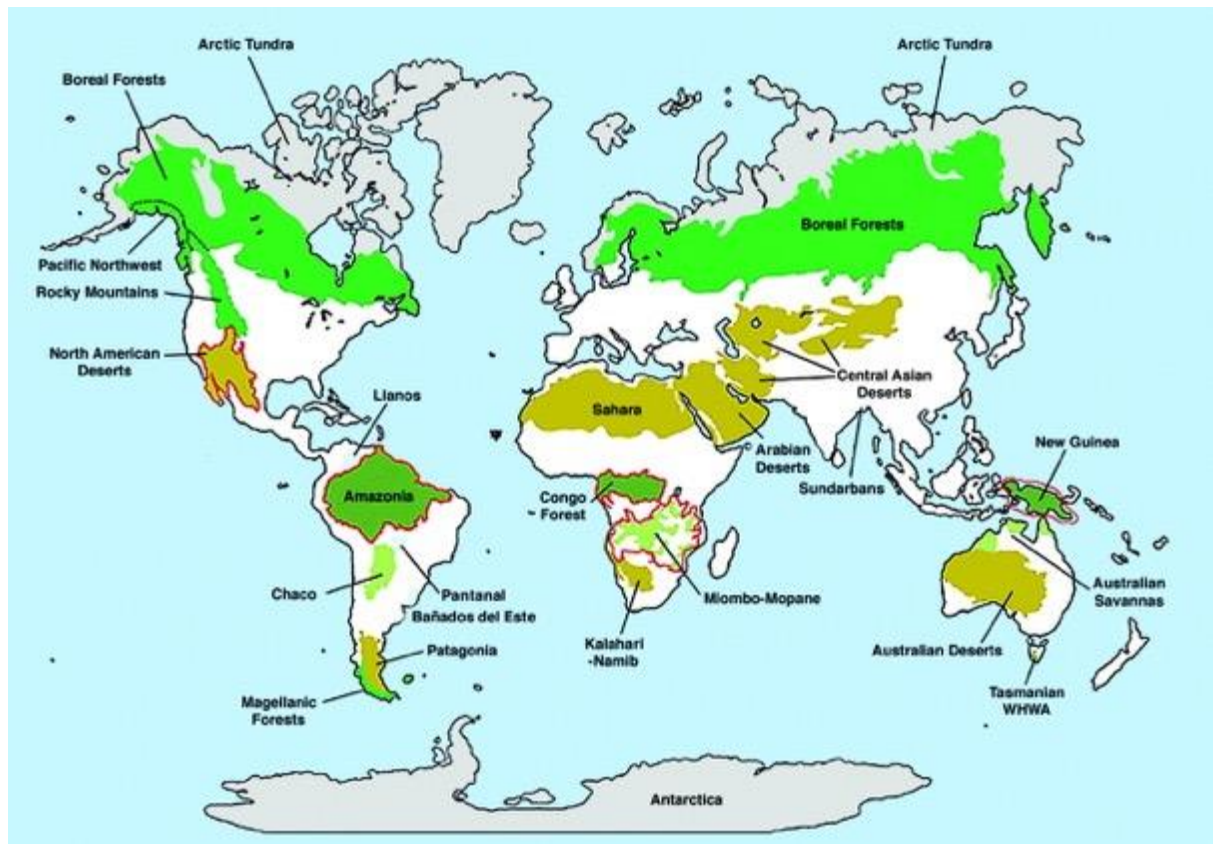 Arctic Tundra
Arctic Tundra
Boreal Forests
Boreal Forests
Pacific Northwest
Rocky Mountains
North American
Deserts
Llanos
Sahara
Central Asian
Deserts
Arabian
Deserts
New Guinea
Sundarbans
Amazonia
Congo
Forest
Chaco
Pantanal
Bañados del Este
Miombo-Mopane
Australian
Savannas
Kalahari
-Namib
Patagonia
Australian Deserts
Magellanic
Forests
Tasmanian
WHWA
Antarctica